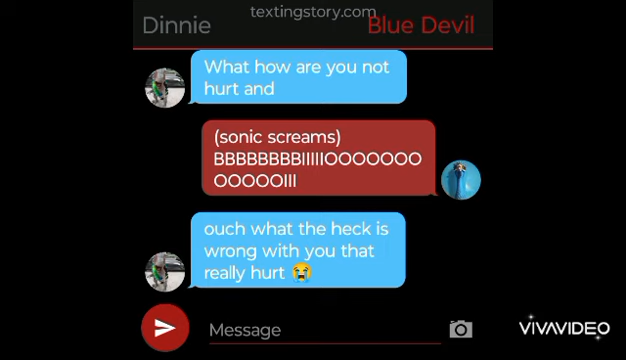 textingstory.com
Dinnie
Blue Devil
What how are you not
hurt and
(sonic screams)
BBBBBBBBIIIIIOOOOOOO
OOOOOIII
ouch what the heck is
wrong with you that
really hurt 😭
Message
VIVAVIDEO